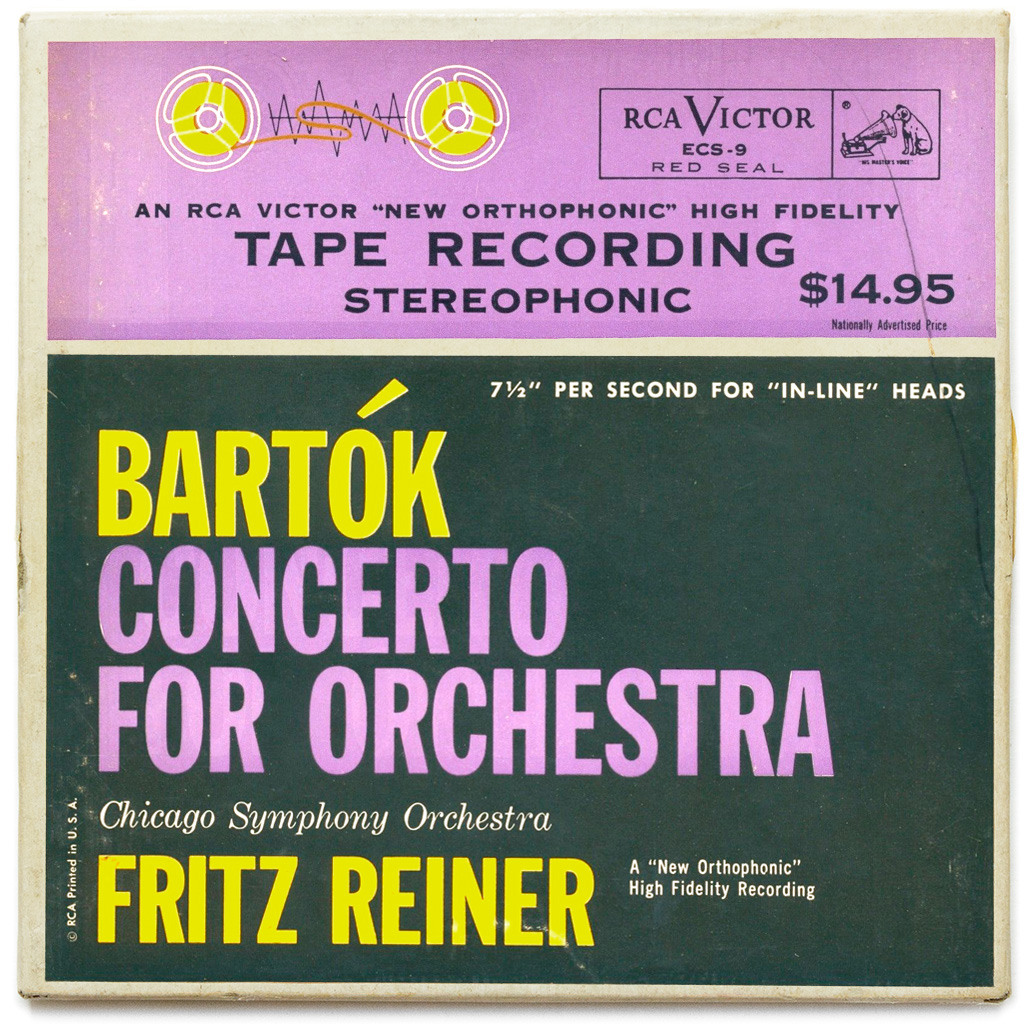 RCA VICTOR
ECS-9
RED SEAL
®
"HIS MASTER'S VOICE"
AN RCA VICTOR “NEW ORTHOPHONIC” HIGH FIDELITY
TAPE RECORDING
STEREOPHONIC
$14.95
Nationally Advertised Price
7½" PER SECOND FOR "IN-LINE" HEADS
BARTÓK
CONCERTO
FOR ORCHESTRA
Chicago Symphony Orchestra
FRITZ REINER
A “New Orthophonic”
High Fidelity Recording
© RCA Printed in U. S. A.